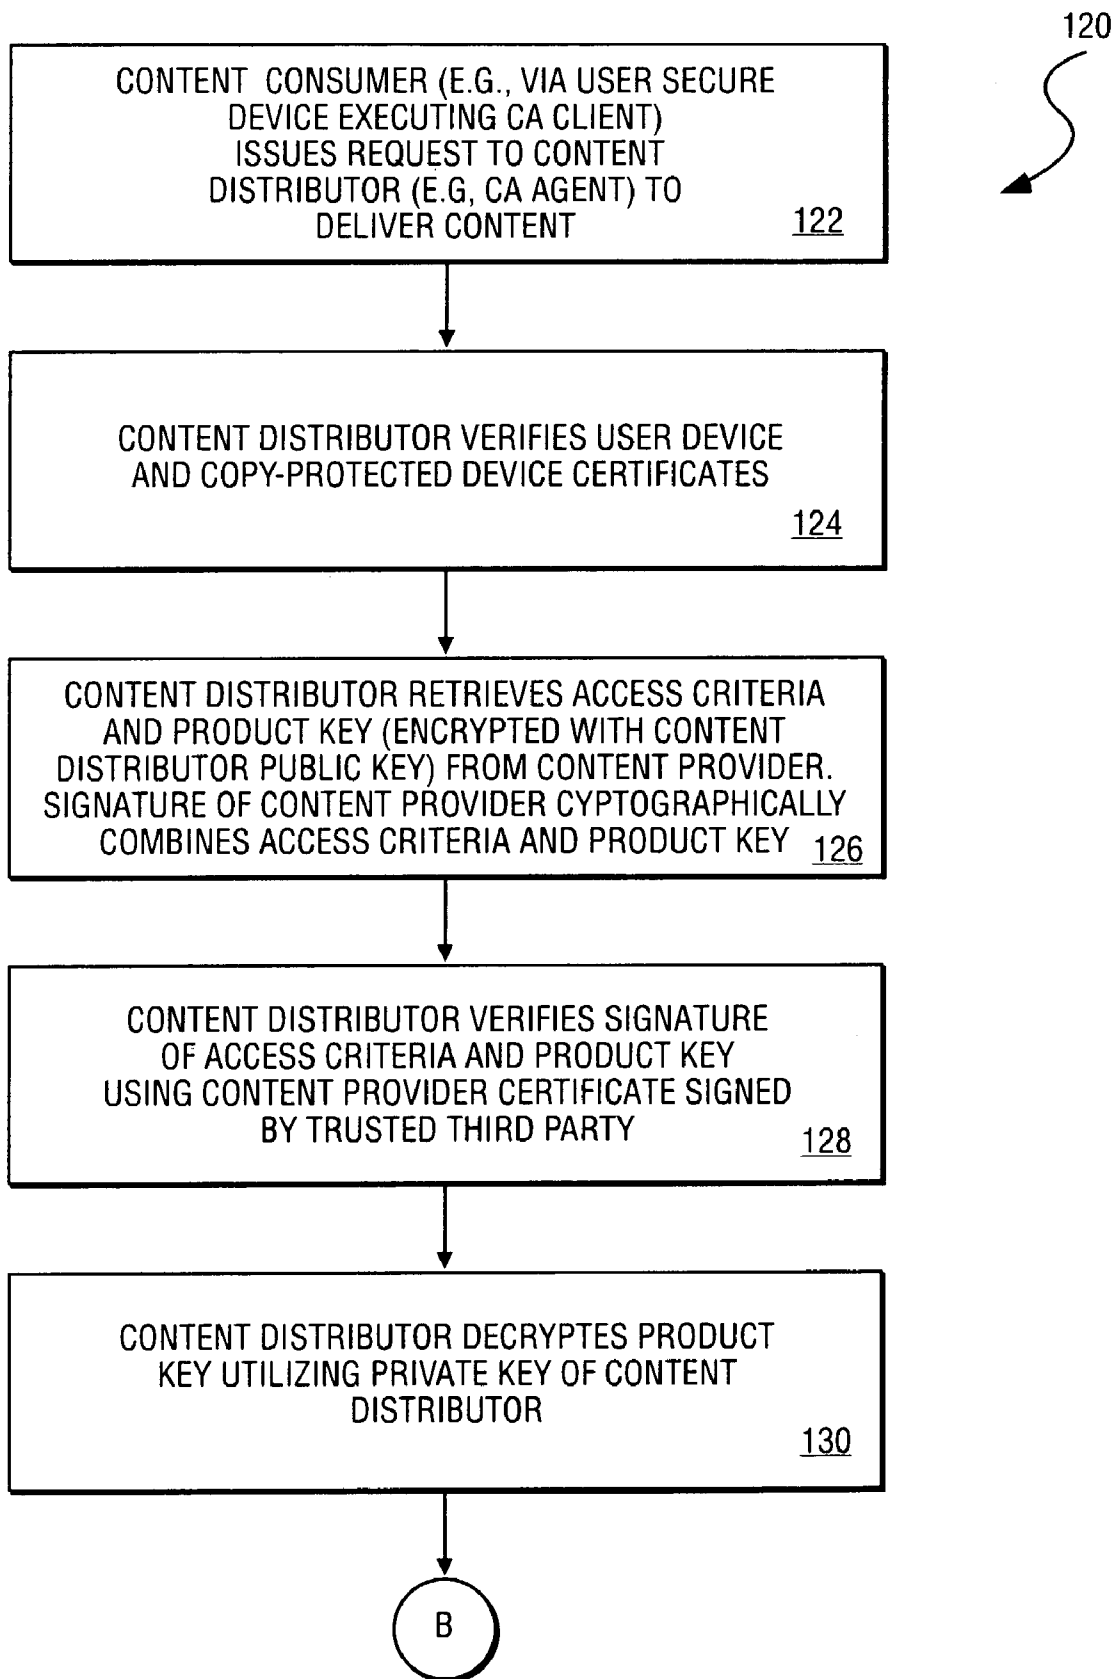 120
CONTENT CONSUMER (E.G., VIA USER SECURE
DEVICE EXECUTING CA CLIENT)
ISSUES REQUEST TO CONTENT
DISTRIBUTOR (E.G, CA AGENT) TO
DELIVER CONTENT
122
CONTENT DISTRIBUTOR VERIFIES USER DEVICE
AND COPY-PROTECTED DEVICE CERTIFICATES
124
CONTENT DISTRIBUTOR RETRIEVES ACCESS CRITERIA
AND PRODUCT KEY (ENCRYPTED WITH CONTENT
DISTRIBUTOR PUBLIC KEY) FROM CONTENT PROVIDER.
SIGNATURE OF CONTENT PROVIDER CYPTOGRAPHICALLY
COMBINES ACCESS CRITERIA AND PRODUCT KEY
126
CONTENT DISTRIBUTOR VERIFIES SIGNATURE
OF ACCESS CRITERIA AND PRODUCT KEY
USING CONTENT PROVIDER CERTIFICATE SIGNED
BY TRUSTED THIRD PARTY
128
CONTENT DISTRIBUTOR DECRYPTES PRODUCT
KEY UTILIZING PRIVATE KEY OF CONTENT
DISTRIBUTOR
130
B